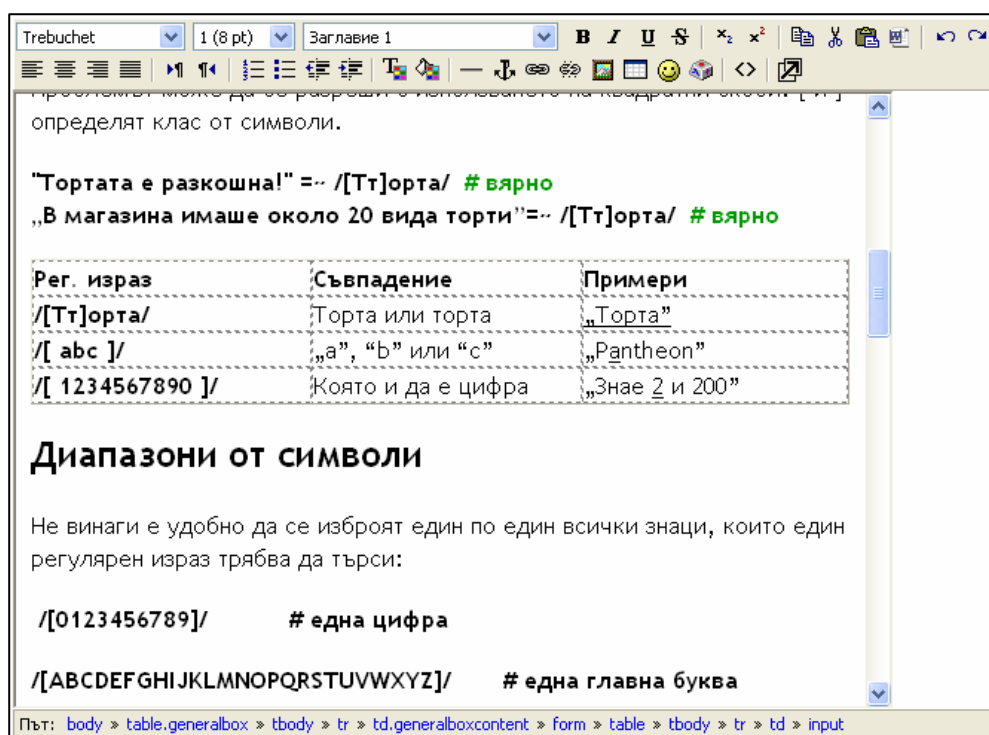 Trebuchet 1 (8 pt) Заглавие 1 B I U S x₂ x²
определят клас от символи.
"Тортата е разкошна!" =~ /[Тт]орта/ # вярно
„В магазина имаше около 20 вида торти”=~ /[Тт]орта/ # вярно
Рег. израз Съвпадение Примери
/[Тт]орта/ Торта или торта „Торта”
/[ abc ]/ „a”, “b” или “c” „Pantheon”
/[ 1234567890 ]/ Която и да е цифра „Знае 2 и 200”
Диапазони от символи
Не винаги е удобно да се изброят един по един всички знаци, които един
регулярен израз трябва да търси:
/[0123456789]/ # една цифра
/[ABCDEFGHIJKLMNOPQRSTUVWXYZ]/ # една главна буква
Път: body » table.generalbox » tbody » tr » td.generalboxcontent » form » table » tbody » tr » td » input